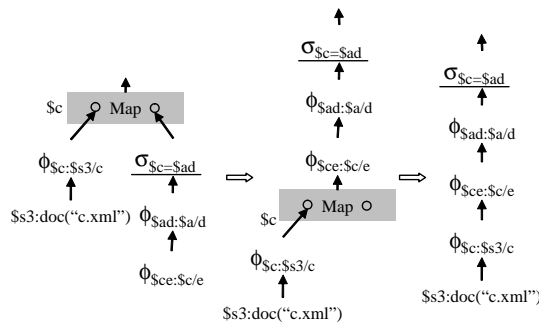 $c Map
ϕ$c:$s3/c
$s3:doc(“c.xml”)
σ$c=$ad
ϕ$ad:$a/d
ϕ$ce:$c/e
σ$c=$ad
ϕ$ad:$a/d
ϕ$ce:$c/e
$c Map
ϕ$c:$s3/c
$s3:doc(“c.xml”)
σ$c=$ad
ϕ$ad:$a/d
ϕ$ce:$c/e
ϕ$c:$s3/c
$s3:doc(“c.xml”)